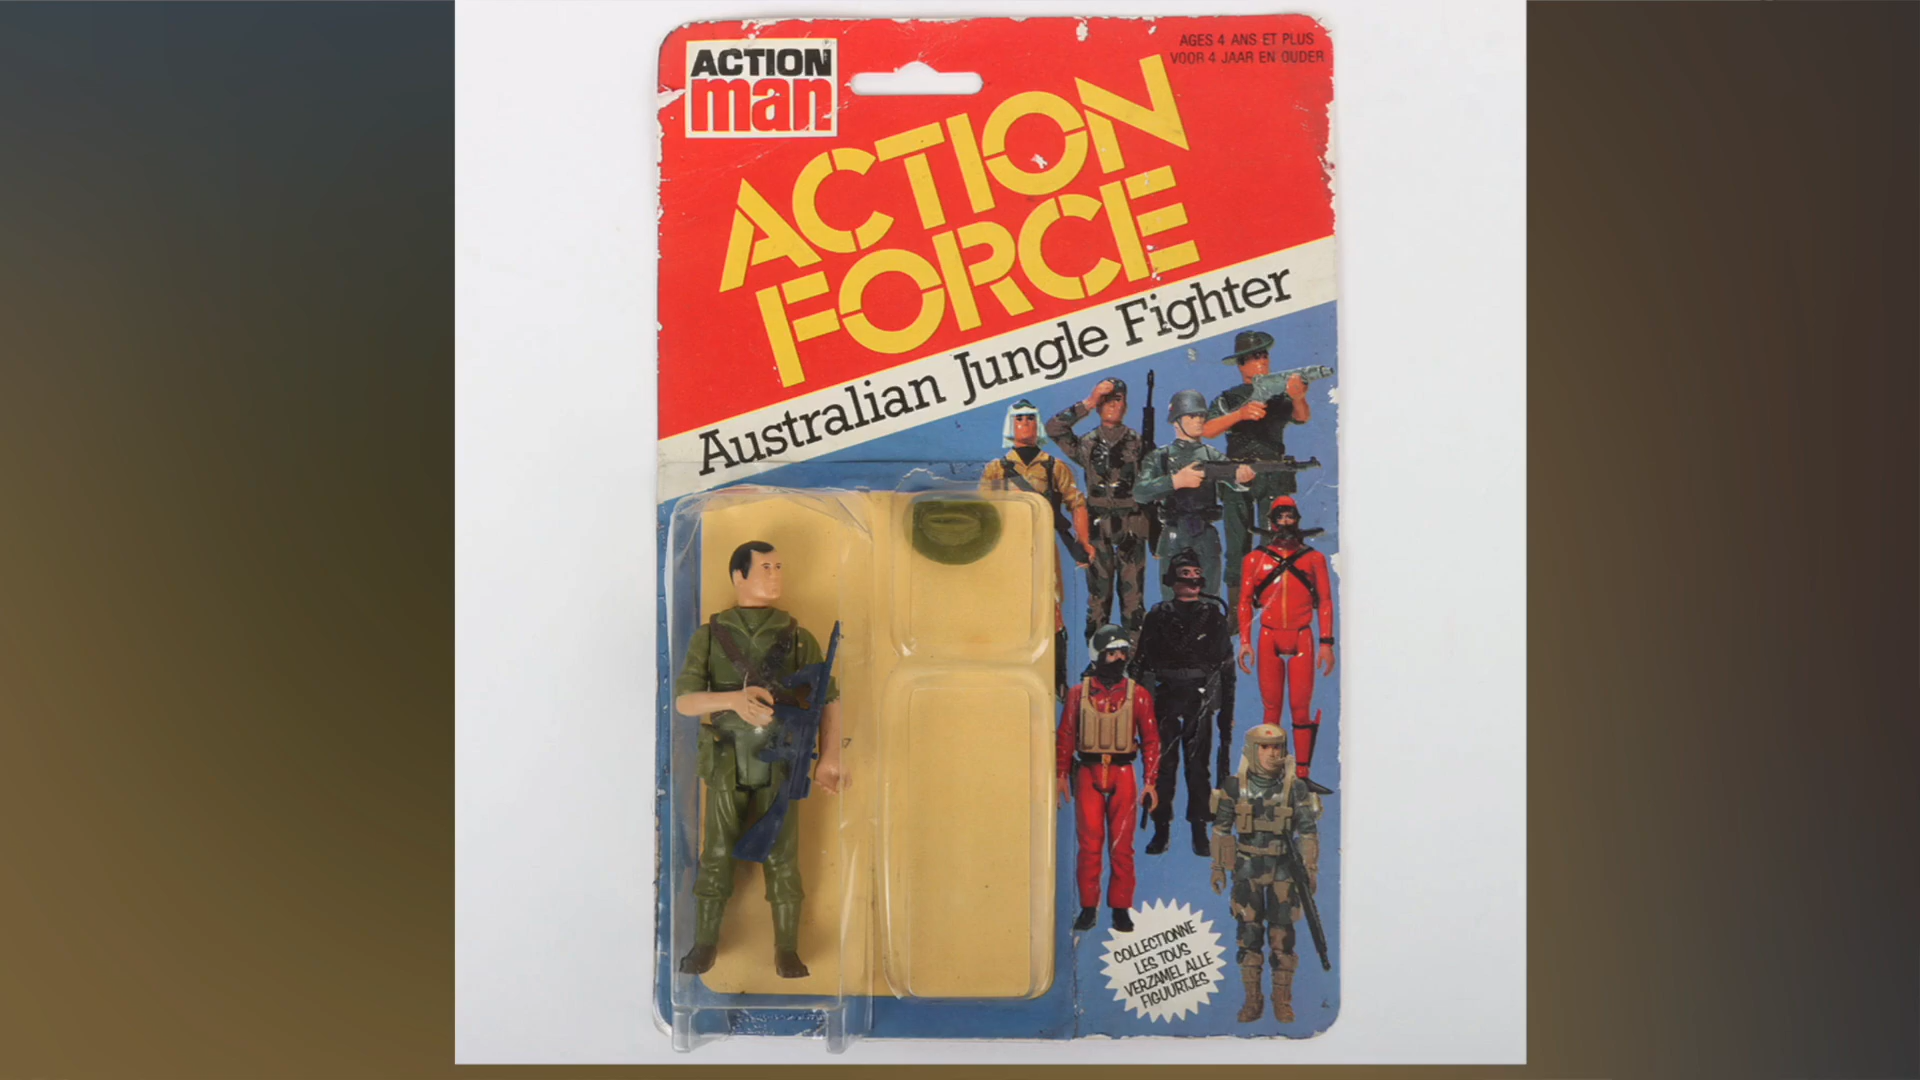 ACTION
man
AGES 4 ANS ET PLUS
VOOR 4 JAAR EN OUDER
ACTION
FORCE
Australian Jungle Fighter
COLLECTIONNE
LES TOUS
VERZAMEL ALLE
FIGUURTJES